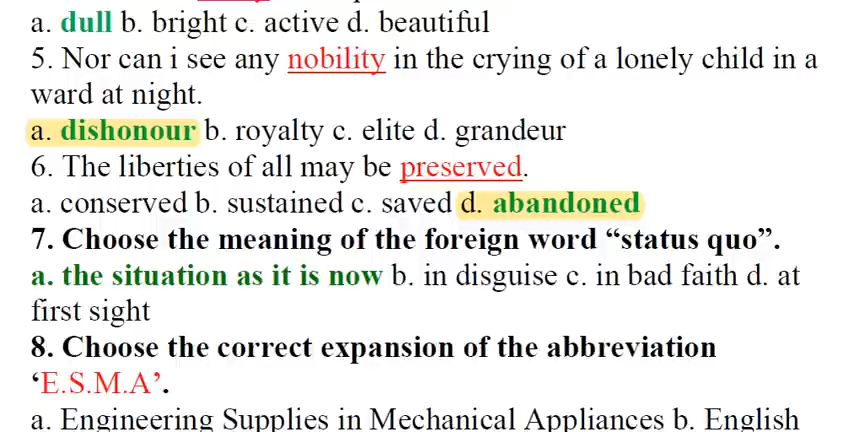 a. dull b. bright c. active d. beautiful
5. Nor can i see any nobility in the crying of a lonely child in a
ward at night.
a. dishonour b. royalty c. elite d. grandeur
6. The liberties of all may be preserved.
a. conserved b. sustained c. saved d. abandoned
7. Choose the meaning of the foreign word “status quo”.
a. the situation as it is now b. in disguise c. in bad faith d. at
first sight
8. Choose the correct expansion of the abbreviation
‘E.S.M.A’.
a. Engineering Supplies in Mechanical Appliances b. English